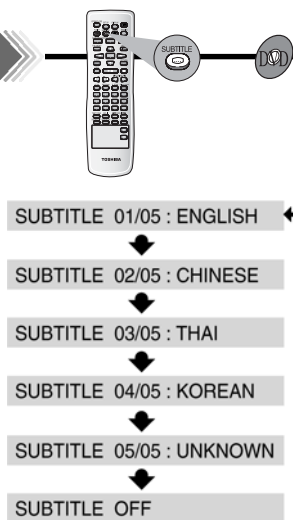 SUBTITLE
DVD
TOSHIBA
SUBTITLE 01/05 : ENGLISH
SUBTITLE 02/05 : CHINESE
SUBTITLE 03/05 : THAI
SUBTITLE 04/05 : KOREAN
SUBTITLE 05/05 : UNKNOWN
SUBTITLE OFF